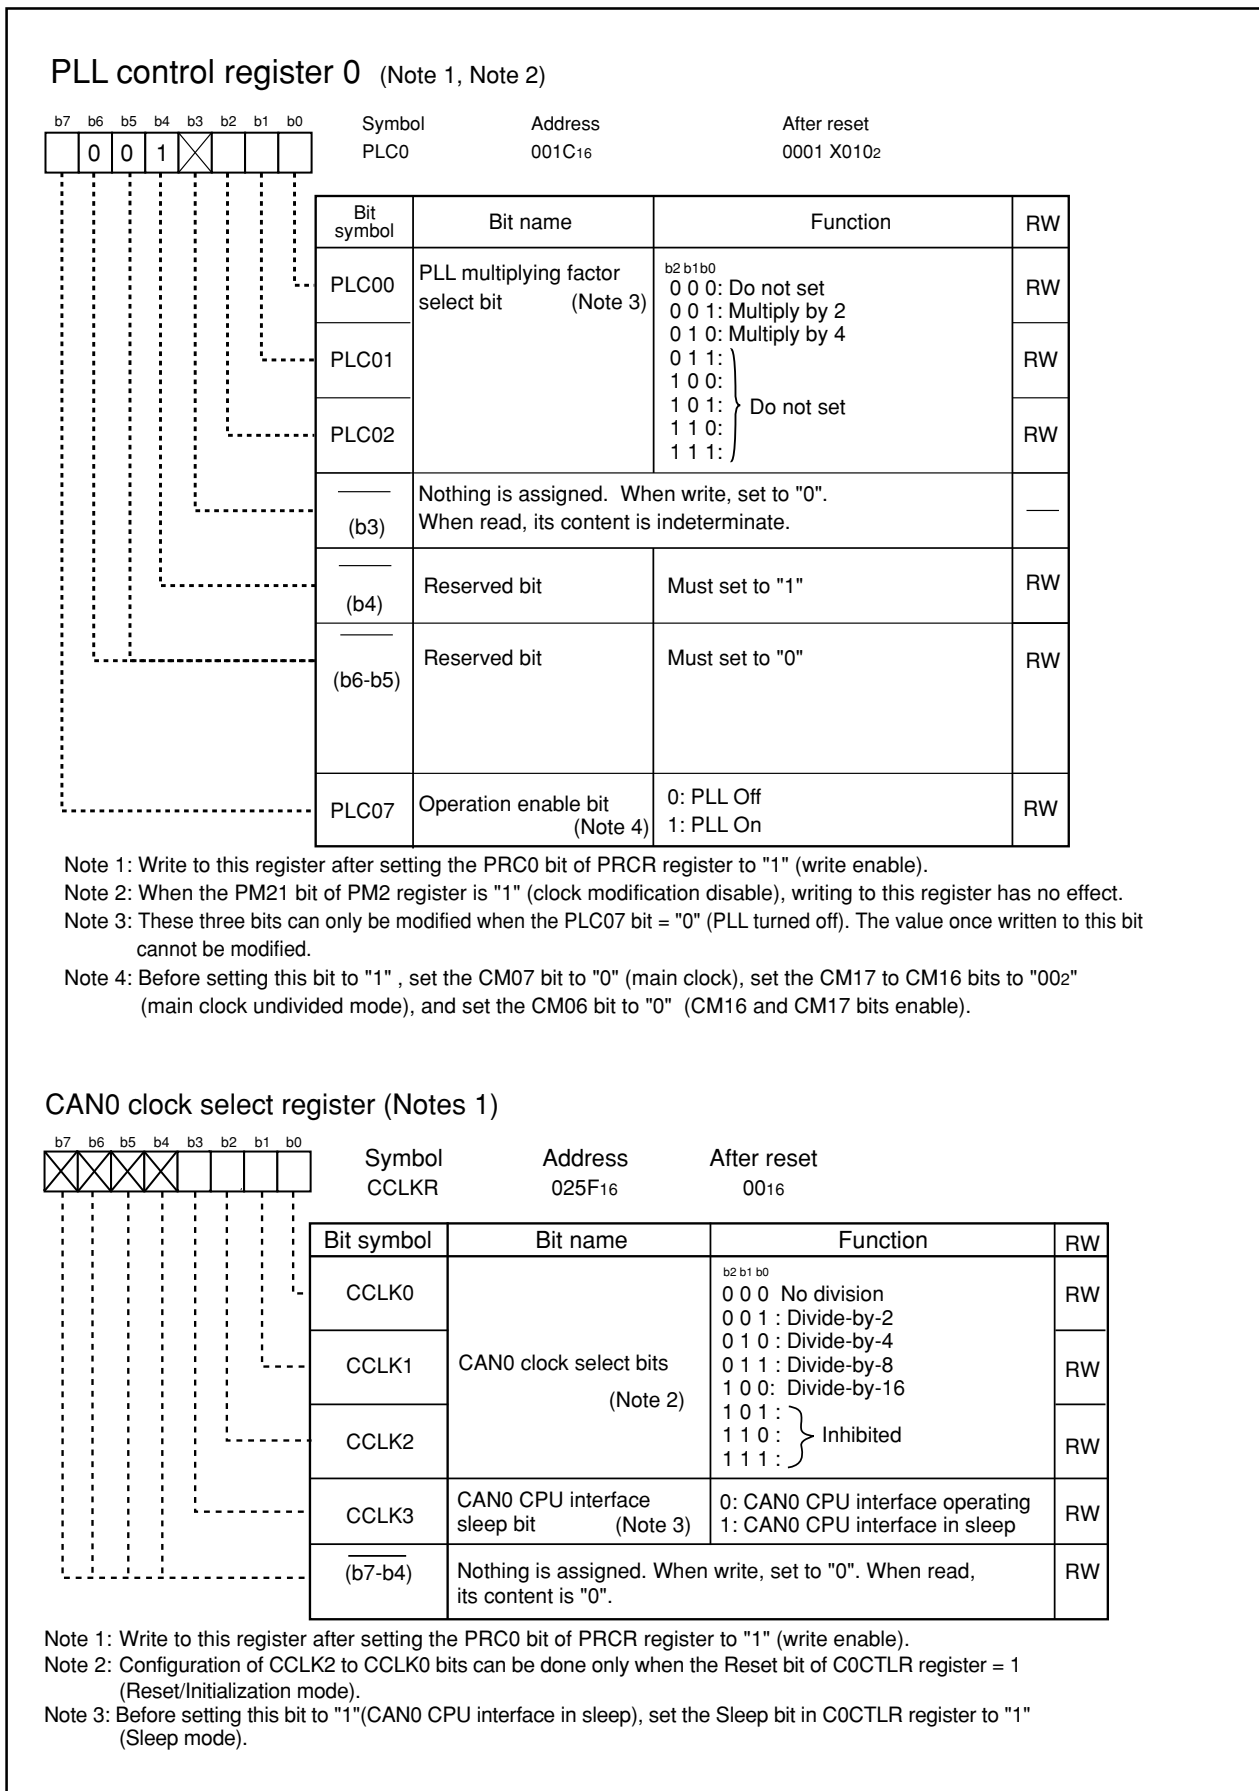 PLL control register 0 (Note 1, Note 2)
b7 b6 b5 b4 b3 b2 b1 b0
0 0 1
Symbol Address After reset
PLC0 001C16 0001 X0102
Bit symbol Bit name Function RW
PLC00 PLL multiplying factor select bit (Note 3) RW
b2 b1 b0
0 0 0: Do not set
0 0 1: Multiply by 2
0 1 0: Multiply by 4
PLC01 RW
0 1 1:
1 0 0:
1 0 1: Do not set
1 1 0:
1 1 1:
PLC02 RW
(b3) Nothing is assigned. When write, set to "0".
When read, its content is indeterminate.
(b4) Reserved bit Must set to "1" RW
(b6-b5) Reserved bit Must set to "0" RW
PLC07 Operation enable bit (Note 4) RW
0: PLL Off
1: PLL On
Note 1: Write to this register after setting the PRC0 bit of PRCR register to "1" (write enable).
Note 2: When the PM21 bit of PM2 register is "1" (clock modification disable), writing to this register has no effect.
Note 3: These three bits can only be modified when the PLC07 bit = "0" (PLL turned off). The value once written to this bit
cannot be modified.
Note 4: Before setting this bit to "1" , set the CM07 bit to "0" (main clock), set the CM17 to CM16 bits to "002"
(main clock undivided mode), and set the CM06 bit to "0" (CM16 and CM17 bits enable).
CAN0 clock select register (Notes 1)
b7 b6 b5 b4 b3 b2 b1 b0
Symbol Address After reset
CCLKR 025F16 0016
Bit symbol Bit name Function RW
CCLK0 RW
b2 b1 b0
0 0 0 No division
0 0 1 : Divide-by-2
0 1 0 : Divide-by-4
CCLK1 CAN0 clock select bits (Note 2) RW
0 1 1 : Divide-by-8
1 0 0: Divide-by-16
1 0 1 :
1 1 0 : Inhibited
1 1 1 :
CCLK2 RW
CCLK3 CAN0 CPU interface sleep bit (Note 3) RW
0: CAN0 CPU interface operating
1: CAN0 CPU interface in sleep
(b7-b4) Nothing is assigned. When write, set to "0". When read, RW
its content is "0".
Note 1: Write to this register after setting the PRC0 bit of PRCR register to "1" (write enable).
Note 2: Configuration of CCLK2 to CCLK0 bits can be done only when the Reset bit of C0CTLR register = 1
(Reset/Initialization mode).
Note 3: Before setting this bit to "1"(CAN0 CPU interface in sleep), set the Sleep bit in C0CTLR register to "1"
(Sleep mode).